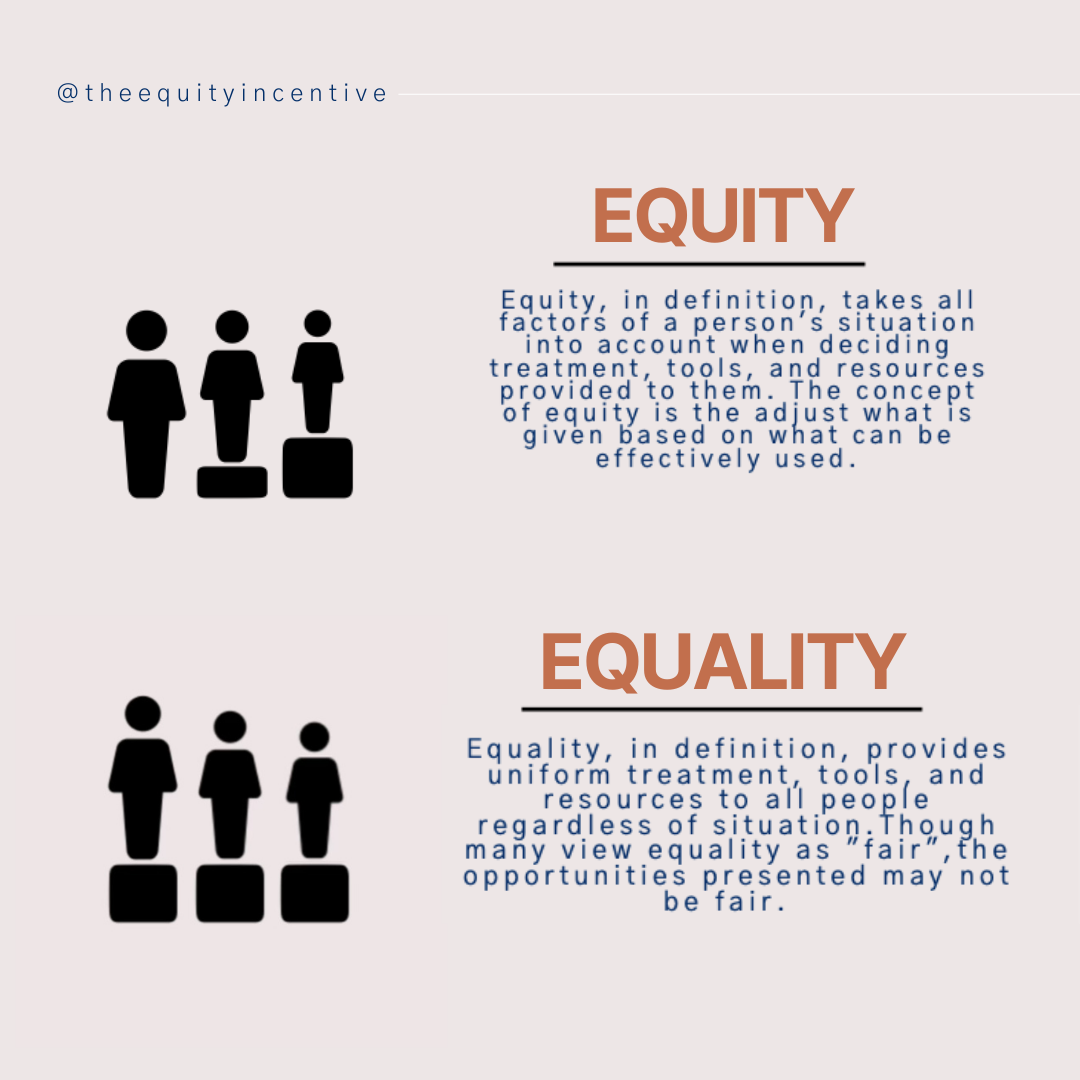 @theequityincentive
EQUITY
Equity, in definition, takes all
factors of a person's situation
into account when deciding
treatment, tools, and resources
provided to them. The concept
of equity is the adjust what is
given based on what can be
effectively used.
EQUALITY
Equality, in definition, provides
uniform treatment, tools, and
resources to all people
regardless of situation.Though
many view equality as "fair",the
opportunities presented may not
be fair.